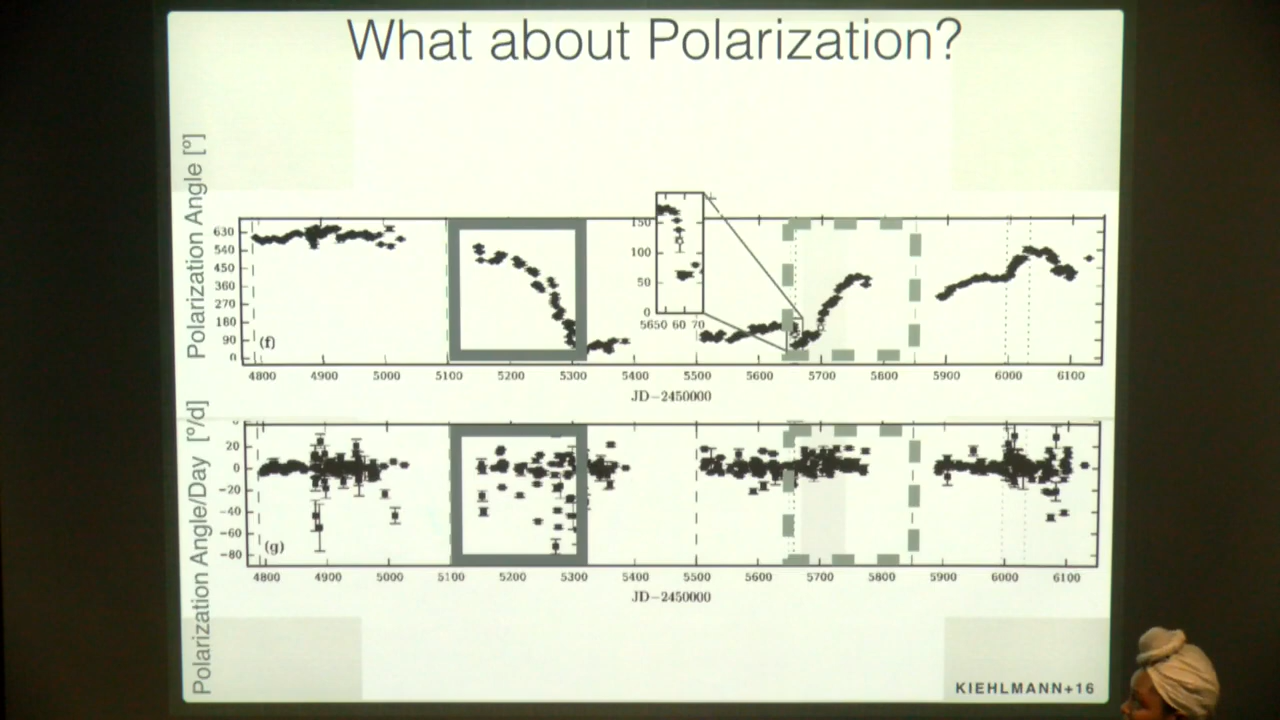 What about Polarization?
Polarization Angle [º]
630
540
450
360
270
180
90
0
(f)
150
100
50
0
5650 60 70
4800 4900 5000 5100 5200 5300 5400 5500 5600 5700 5800 5900 6000 6100
JD−2450000
Polarization Angle/Day [º/d]
20
0
−20
−40
−60
−80
(g)
4800 4900 5000 5100 5200 5300 5400 5500 5600 5700 5800 5900 6000 6100
JD−2450000
KIEHLMANN+16